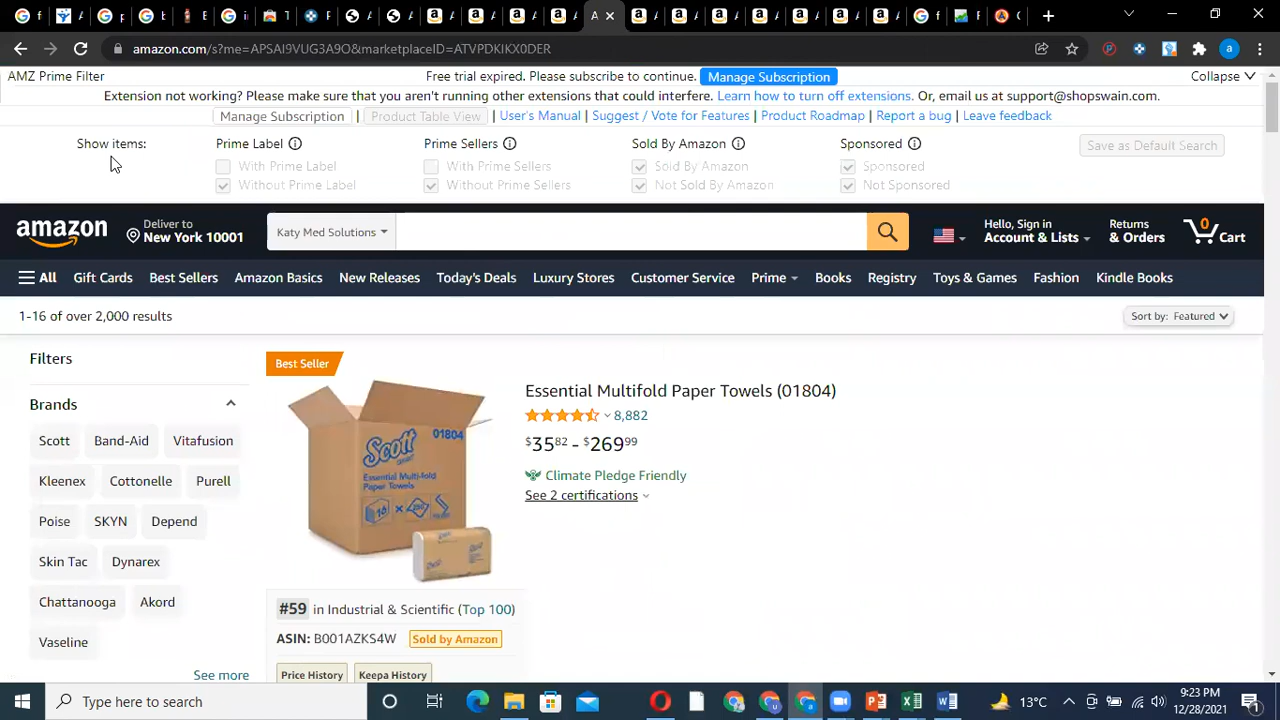 amazon.com/s?me=APSAI9VUG3A9O&marketplaceID=ATVPDKIKX0DER
AMZ Prime Filter
Free trial expired. Please subscribe to continue. Manage Subscription
Collapse
Extension not working? Please make sure that you aren't running other extensions that could interfere. Learn how to turn off extensions. Or, email us at support@shopswain.com.
Manage Subscription | Product Table View | User's Manual | Suggest / Vote for Features | Product Roadmap | Report a bug | Leave feedback
Show items: Prime Label Prime Sellers Sold By Amazon Sponsored Save as Default Search
With Prime Label With Prime Sellers Sold By Amazon Sponsored
Without Prime Label Without Prime Sellers Not Sold By Amazon Not Sponsored
amazon
Deliver to
New York 10001
Katy Med Solutions
Hello, Sign in
Account & Lists
Returns
& Orders
0
Cart
All Gift Cards Best Sellers Amazon Basics New Releases Today's Deals Luxury Stores Customer Service Prime Books Registry Toys & Games Fashion Kindle Books
1-16 of over 2,000 results
Sort by: Featured
Filters
Brands
Scott Band-Aid Vitafusion
Kleenex Cottonelle Purell
Poise SKYN Depend
Skin Tac Dynarex
Chattanooga Akord
Vaseline
See more
Best Seller
Scott 01804
Essential Multi-fold
Paper Towels
16 x 250
Essential Multifold Paper Towels (01804)
8,882
$35.82 - $269.99
Climate Pledge Friendly
See 2 certifications
#59 in Industrial & Scientific (Top 100)
ASIN: B001AZKS4W Sold by Amazon
Price History Keepa History
Type here to search
13°C
9:23 PM
12/28/2021